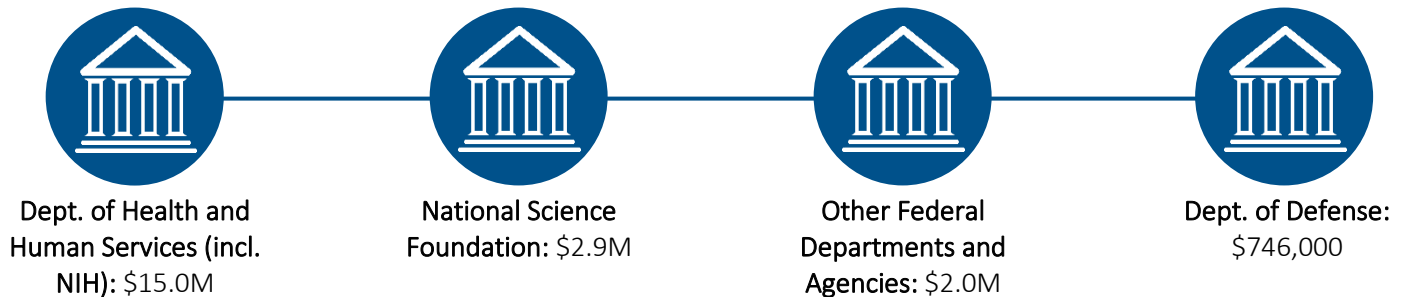 Dept. of Health and
Human Services (incl.
NIH): $15.0M
National Science
Foundation: $2.9M
Other Federal
Departments and
Agencies: $2.0M
Dept. of Defense:
$746,000